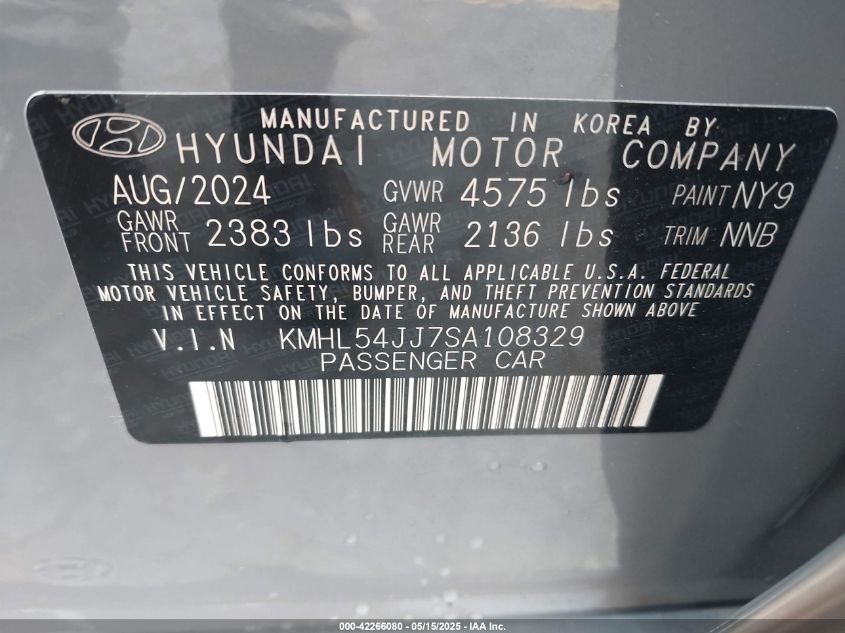 MANUFACTURED IN KOREA BY
HYUNDAI MOTOR COMPANY
AUG/2024 GVWR 4575 lbs PAINT NY9
GAWR FRONT 2383 lbs GAWR REAR 2136 lbs TRIM NNB
THIS VEHICLE CONFORMS TO ALL APPLICABLE U.S.A. FEDERAL
MOTOR VEHICLE SAFETY, BUMPER, AND THEFT PREVENTION STANDARDS
IN EFFECT ON THE DATE OF MANUFACTURE SHOWN ABOVE
V.I.N KMHL54JJ7SA108329
PASSENGER CAR
000-42266080 - 05/15/2025 - IAA Inc.